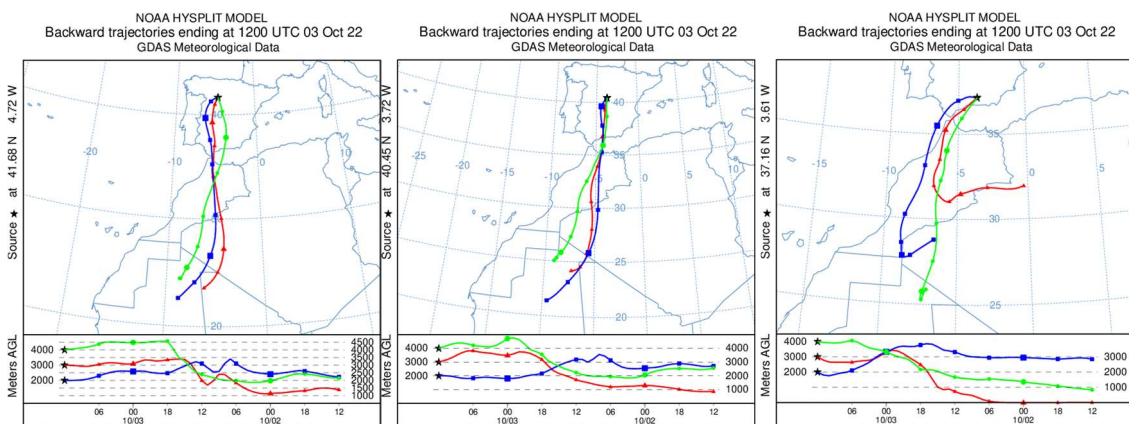 NOAA HYSPLIT MODEL
Backward trajectories ending at 1200 UTC 03 Oct 22
GDAS Meteorological Data
Source ★ at 41.68 N 4.72 W
40
-20
-10
0
20
Meters AGL
4000
3000
2000
4500
4000
3500
3000
2500
2000
1500
1000
06 00 18 12 06 00 18 12
10/03 10/02
NOAA HYSPLIT MODEL
Backward trajectories ending at 1200 UTC 03 Oct 22
GDAS Meteorological Data
Source ★ at 40.45 N 3.72 W
40
-25
-20
-15
-10
-5
0
5
35
30
25
20
Meters AGL
4000
3000
2000
4000
3000
2000
1000
06 00 18 12 06 00 18 12
10/03 10/02
NOAA HYSPLIT MODEL
Backward trajectories ending at 1200 UTC 03 Oct 22
GDAS Meteorological Data
Source ★ at 37.16 N 3.61 W
35
-15
-10
-5
0
5
30
25
Meters AGL
4000
3000
2000
3000
2000
1000
06 00 18 12 06 00 18 12
10/03 10/02